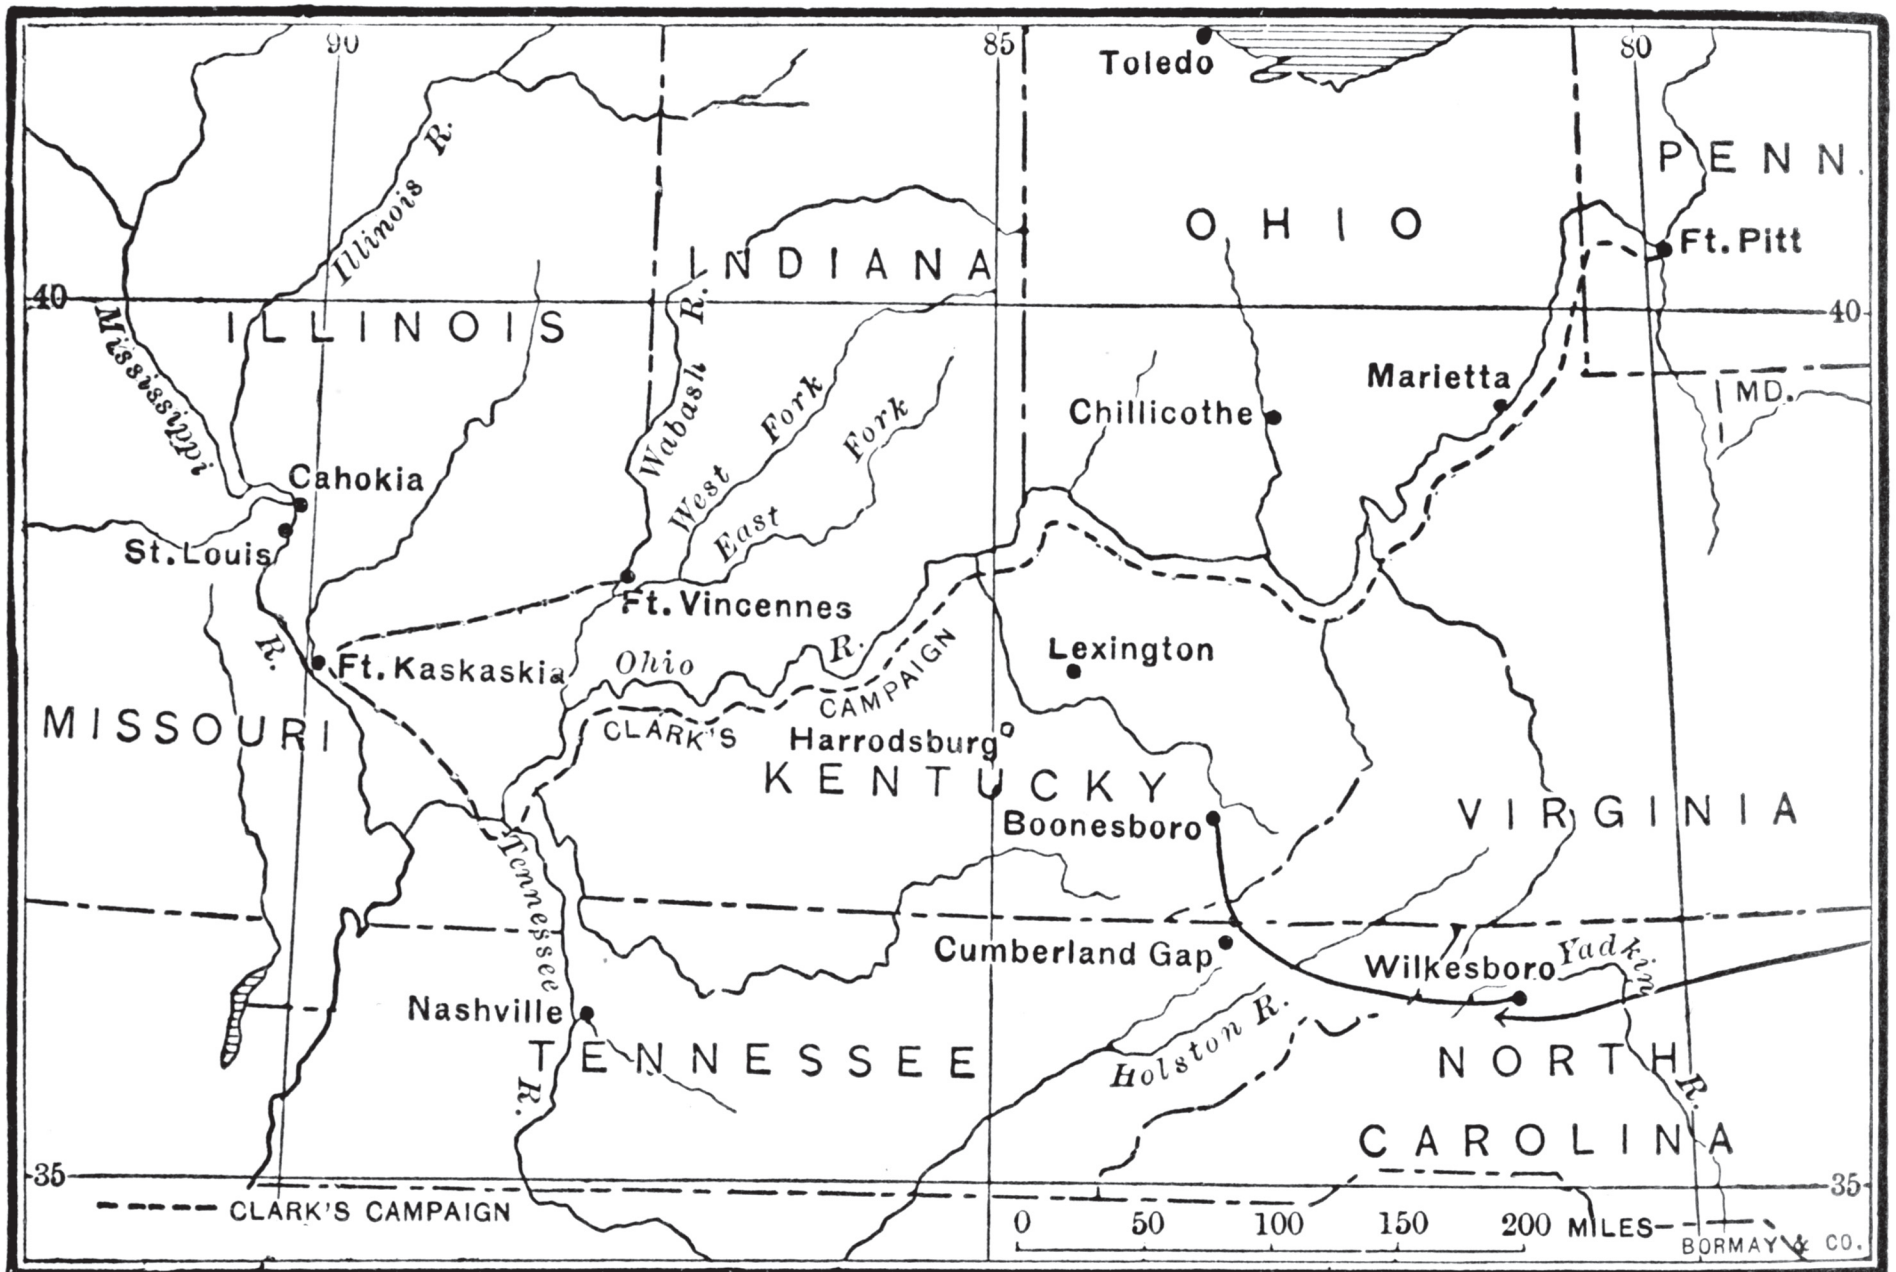 90
85
80
Toledo
PENN.
OHIO
Illinois R.
INDIANA
Ft. Pitt
40
40
ILLINOIS
Mississippi
R.
Wabash R.
West Fork
East Fork
Marietta
MD.
Chillicothe
Cahokia
St. Louis
Ft. Vincennes
Ft. Kaskaskia
Ohio R.
Lexington
CLARK'S CAMPAIGN
MISSOURI
Harrodsburg
KENTUCKY
Boonesboro
VIRGINIA
Tennessee
R.
Cumberland Gap
Wilkesboro
Yadkin
R.
Nashville
TENNESSEE
Holston R.
NORTH
CAROLINA
35
35
CLARK'S CAMPAIGN
0 50 100 150 200 MILES
BORMAY & CO.